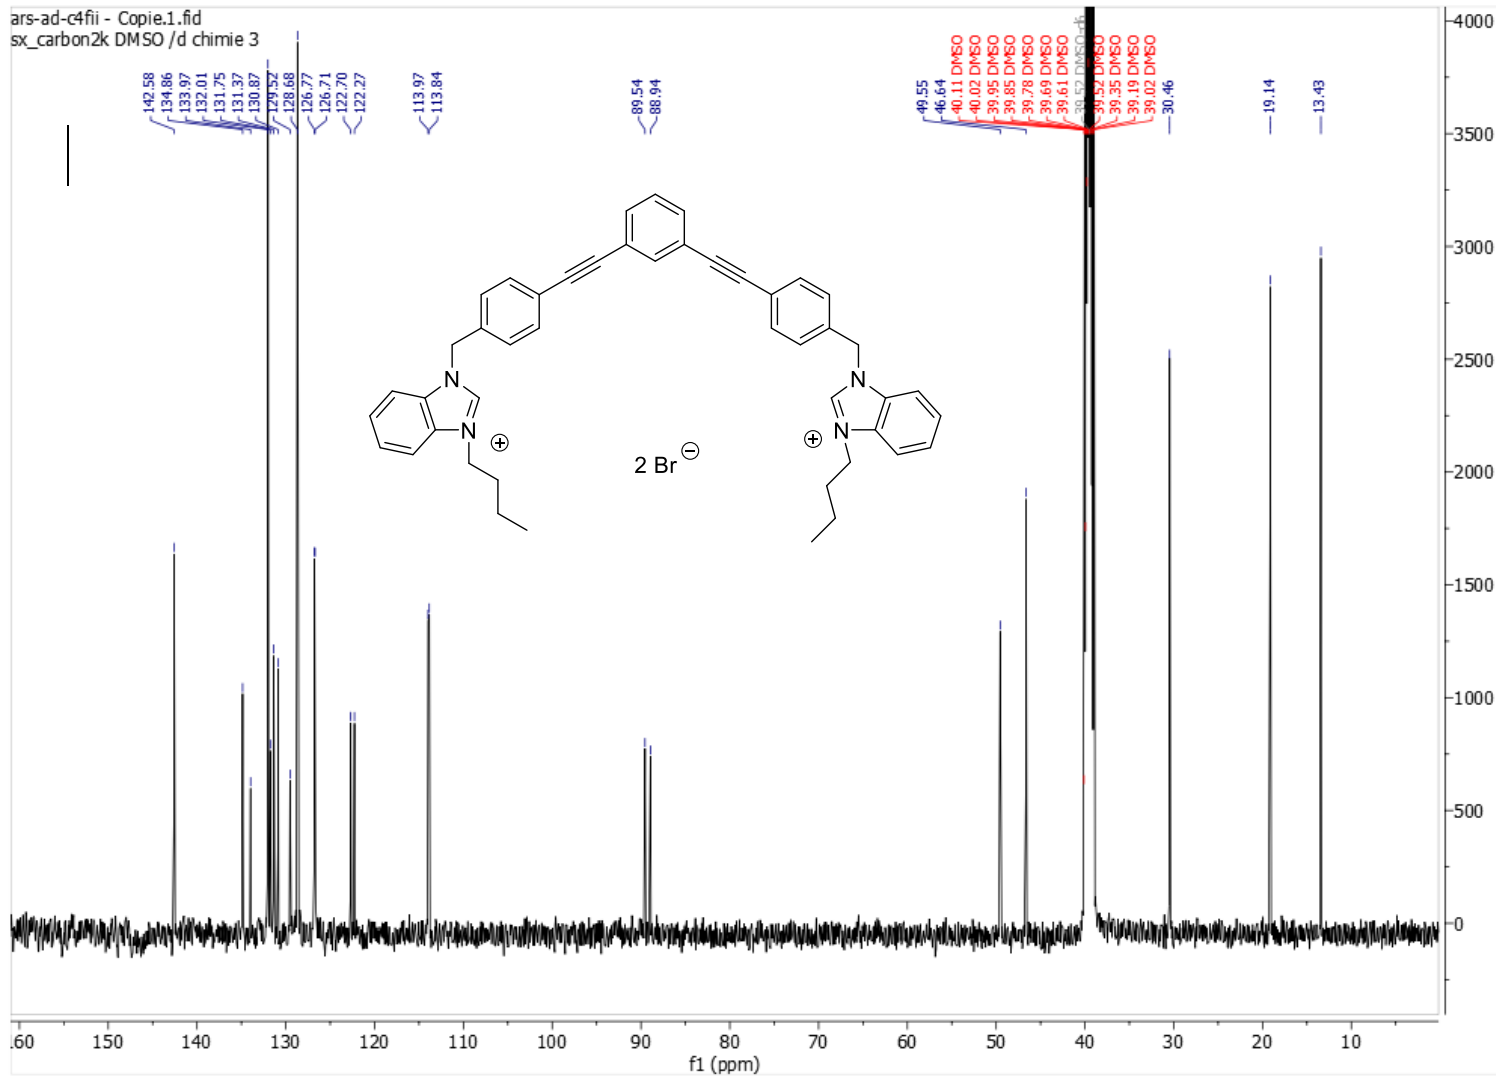 ars-ad-c4fii - Copie.1.fid
sx_carbon2k DMSO /d chimie 3
142.58
134.86
133.97
132.01
131.75
131.37
130.87
129.52
128.68
126.77
126.71
122.70
122.27
113.97
113.84
89.54
88.94
49.55
46.64
40.11 DMSO
40.02 DMSO
39.95 DMSO
39.85 DMSO
39.78 DMSO
39.69 DMSO
39.61 DMSO
39.52 DMSO-d6
39.52 DMSO
39.35 DMSO
39.19 DMSO
39.02 DMSO
30.46
19.14
13.43
4000
3500
3000
2500
2000
1500
1000
500
0
N
N
+
N
N
+
2 Br −
160 150 140 130 120 110 100 90 80 70 60 50 40 30 20 10
f1 (ppm)